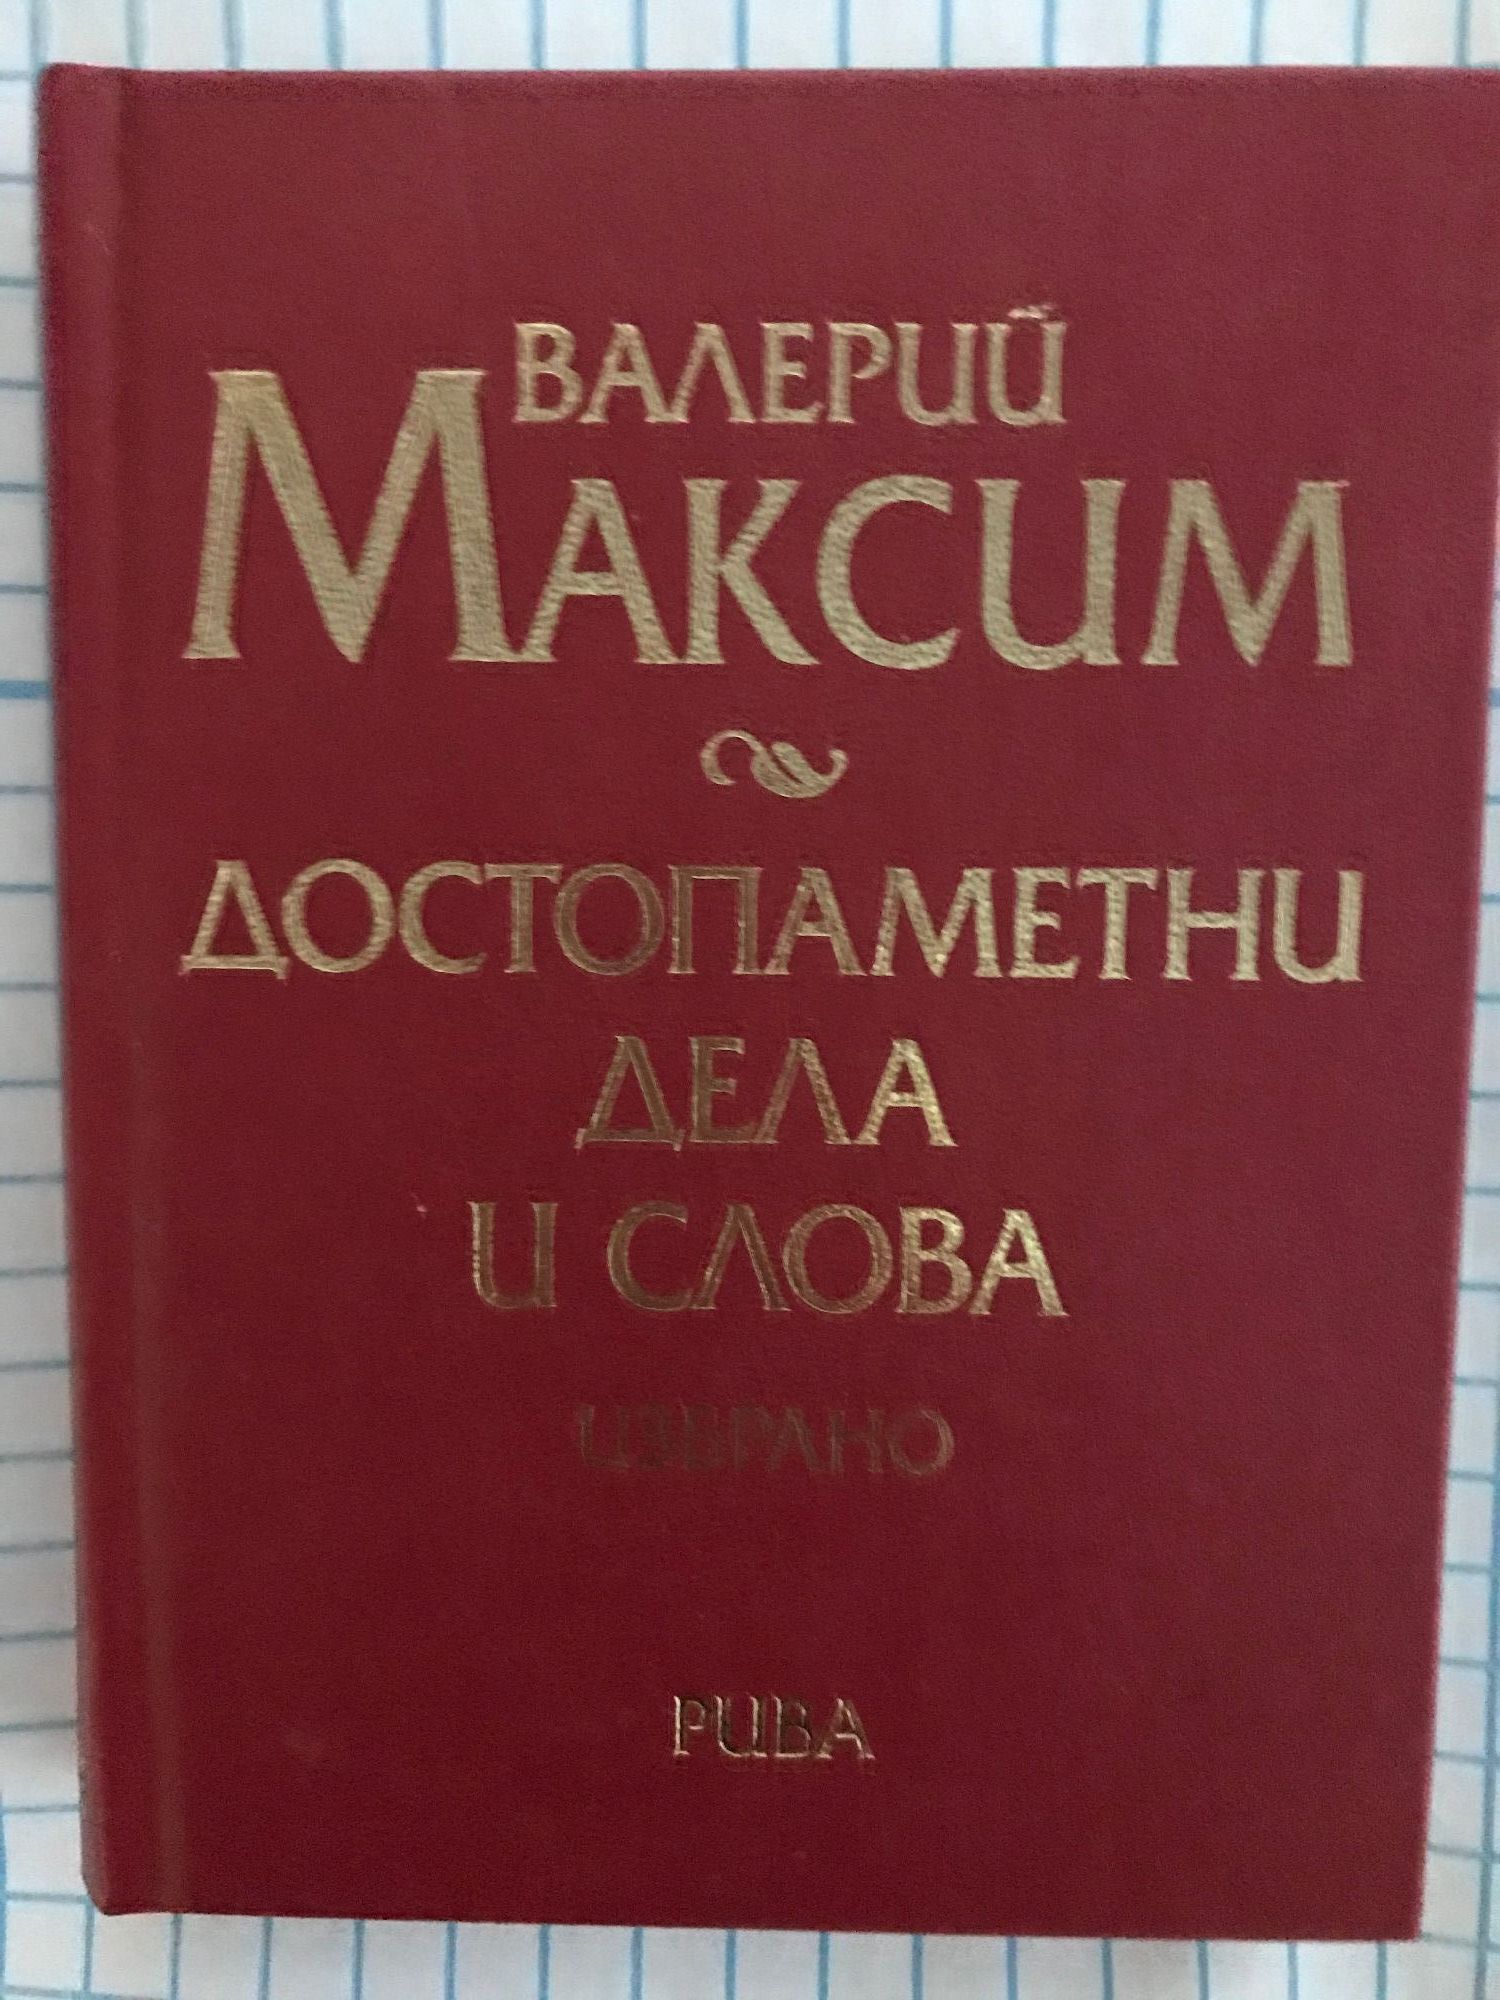 ВАЛЕРИЙ
МАКСИМ
ДОСТОПАМЕТНИ
ДЕЛА
И СЛОВА
ИЗБРАНО
РИВА